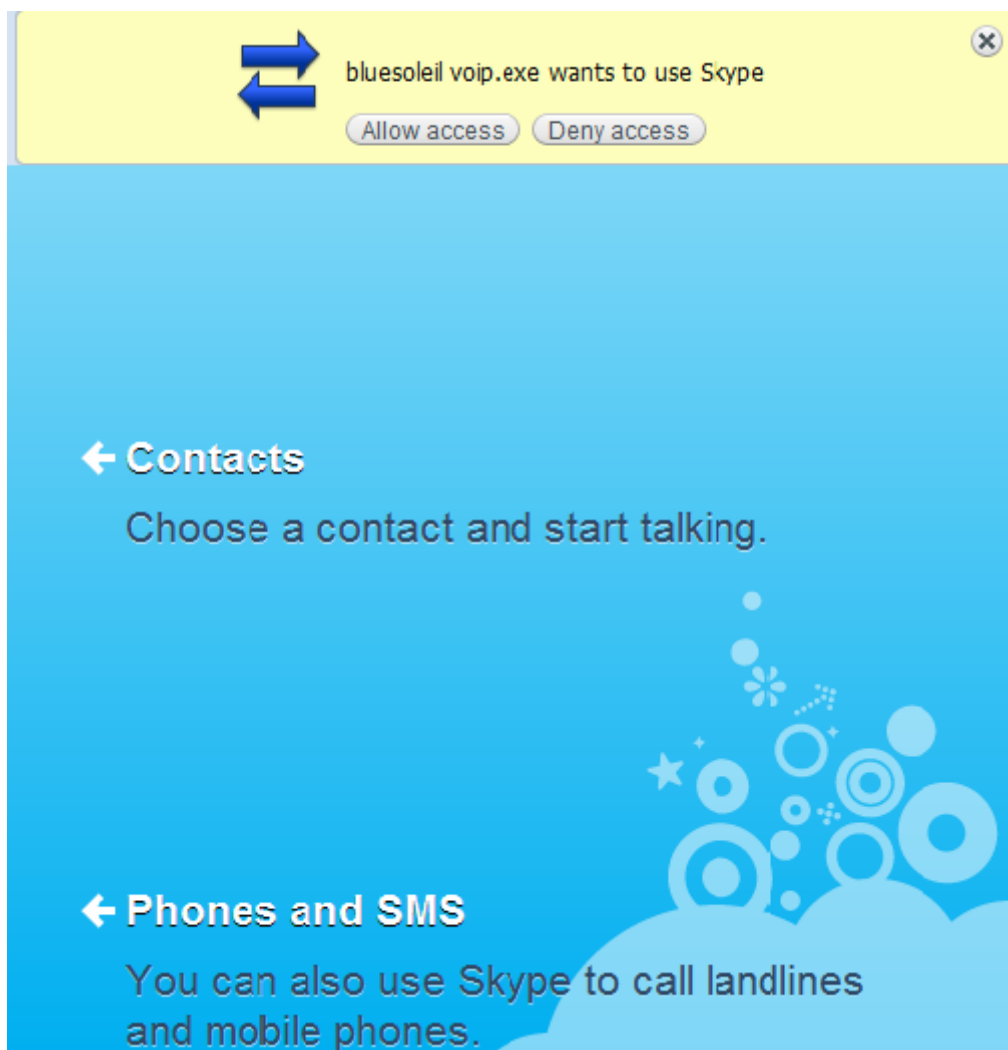 bluesoleil voip.exe wants to use Skype
Allow access Deny access
Contacts
Choose a contact and start talking.
Phones and SMS
You can also use Skype to call landlines
and mobile phones.